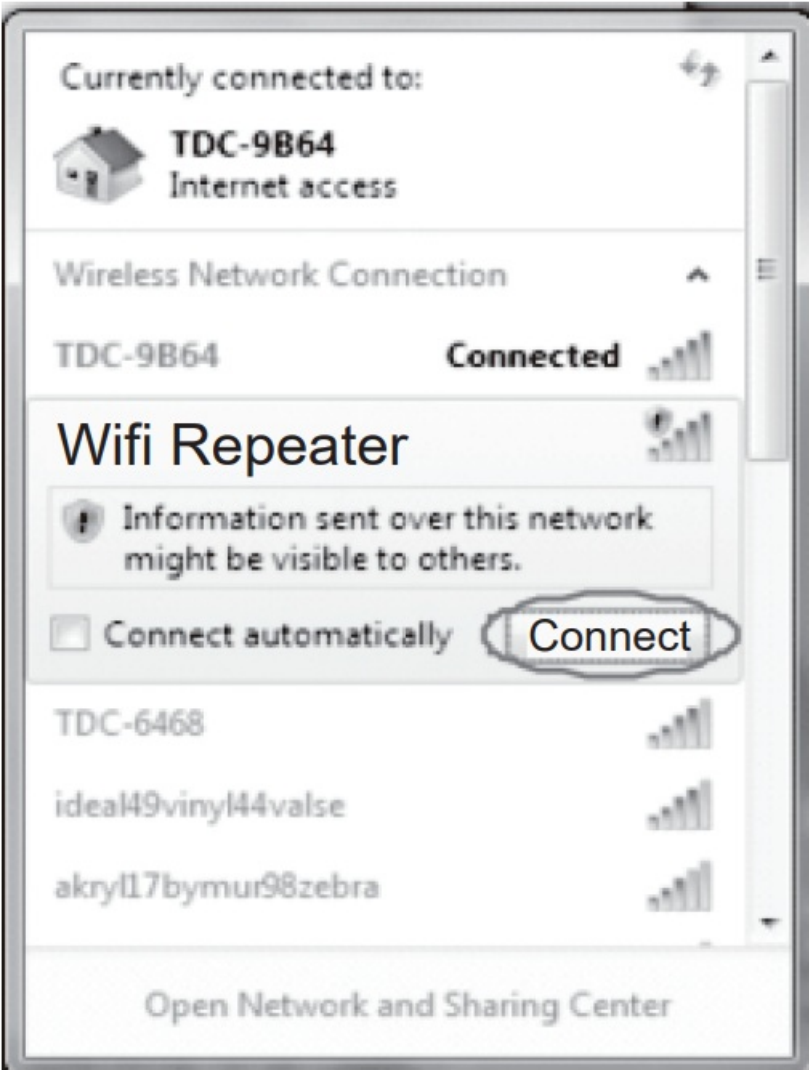 Currently connected to:
TDC-9B64
Internet access
Wireless Network Connection
TDC-9B64 Connected
Wifi Repeater
Information sent over this network
might be visible to others.
Connect automatically Connect
TDC-6468
ideal49vinyl44valse
akryl17bymur98zebra
Open Network and Sharing Center